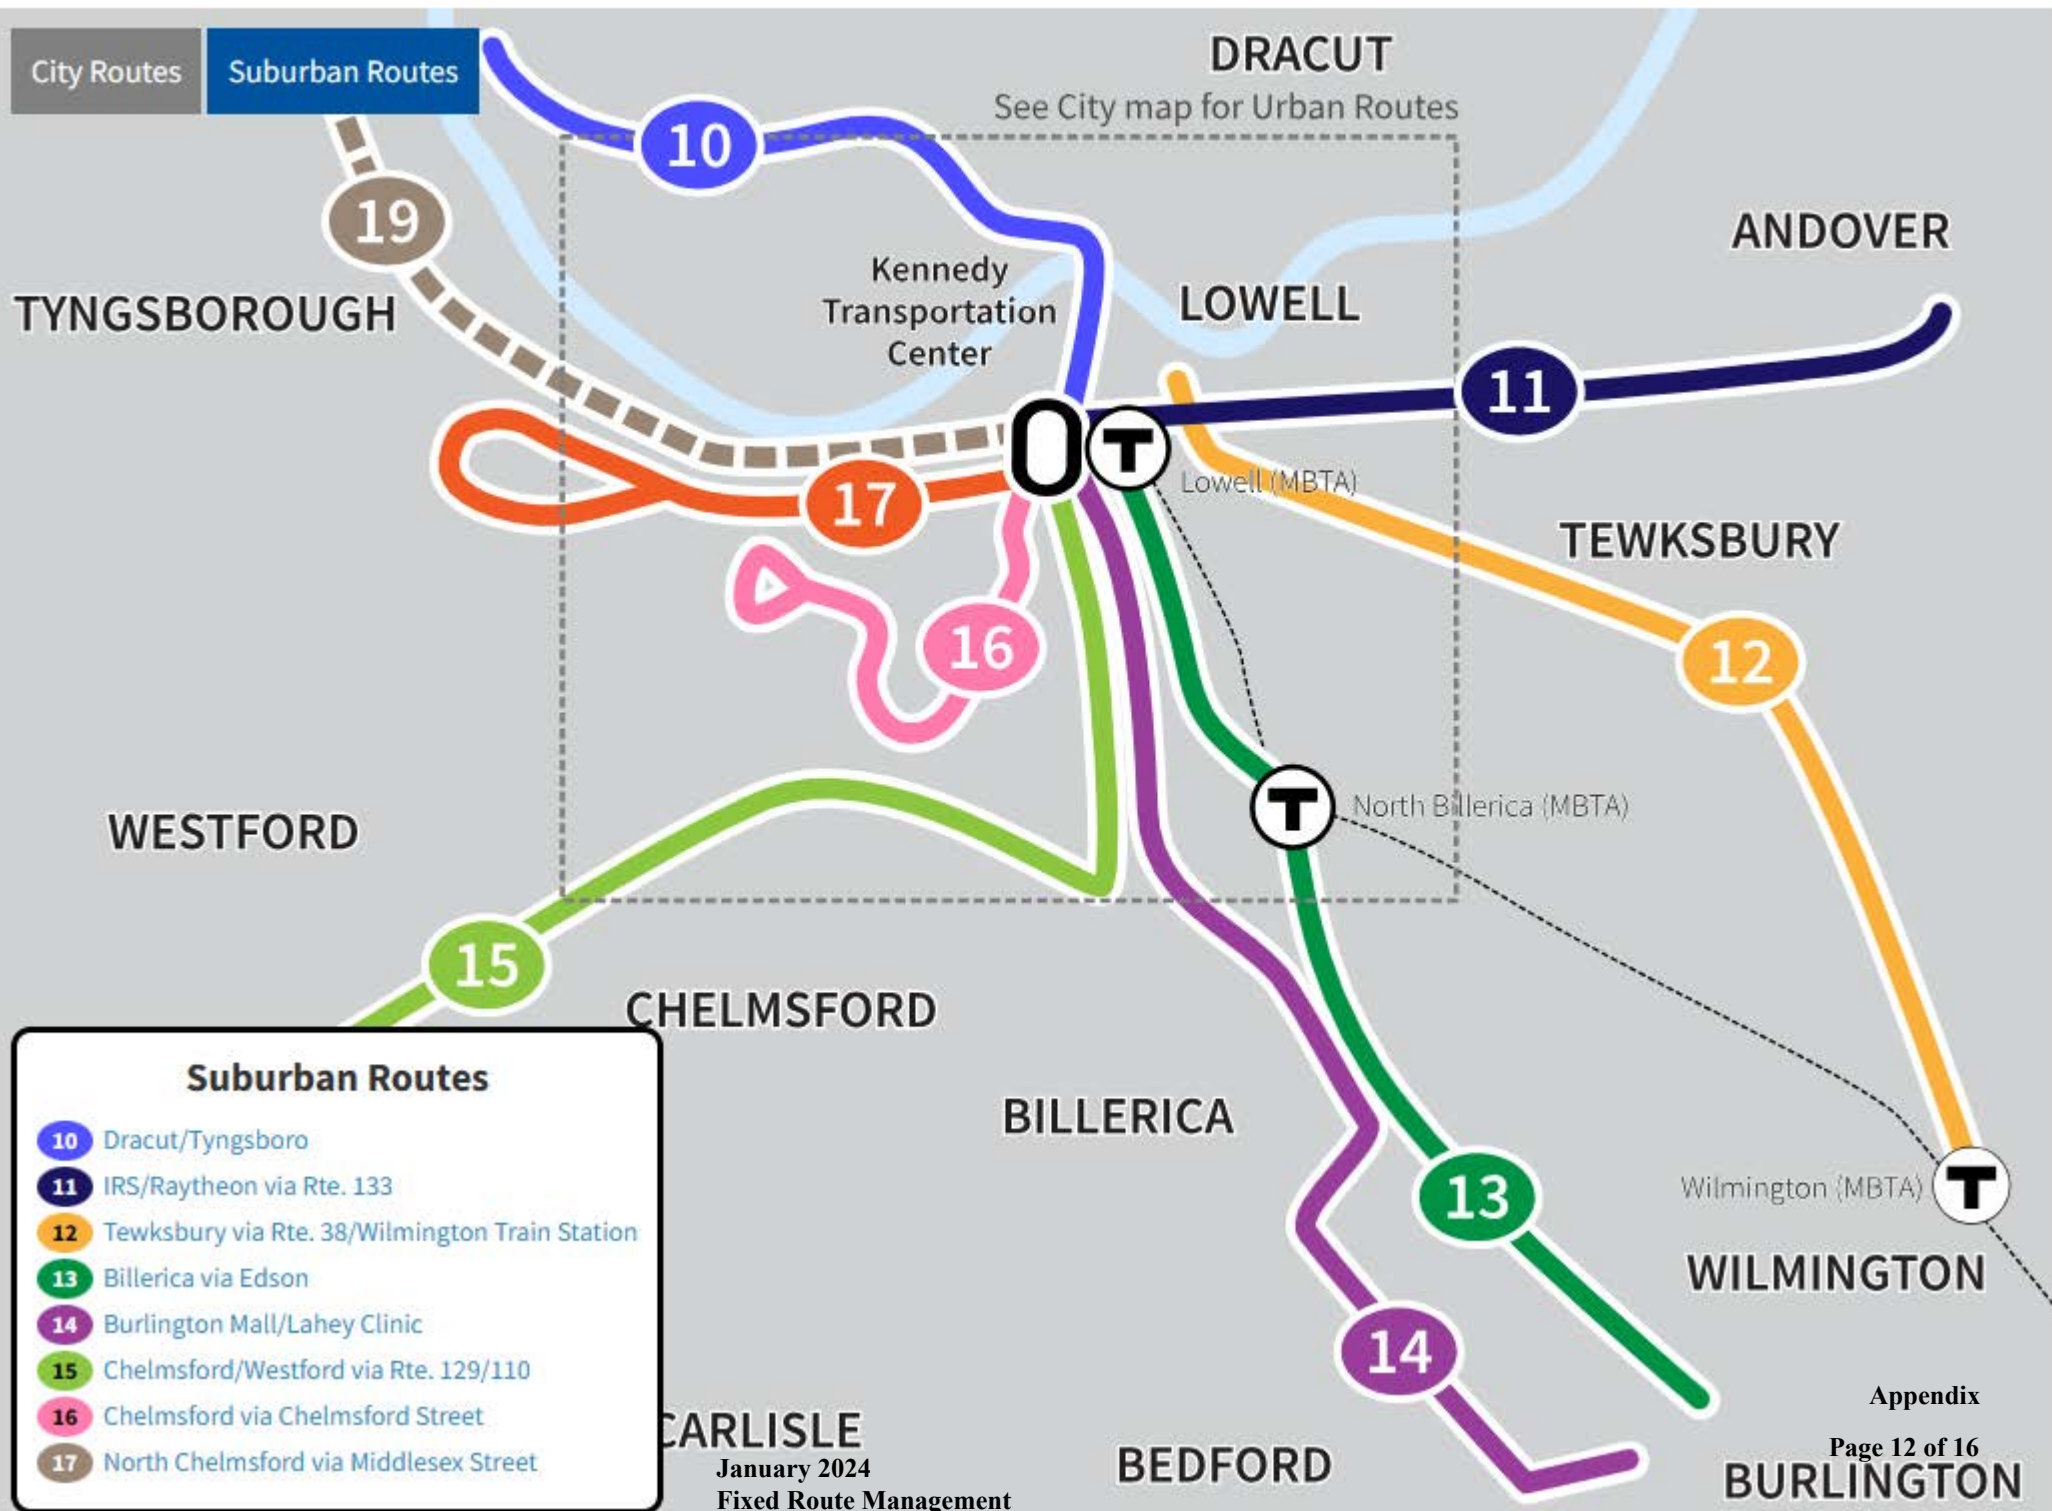 City Routes
Suburban Routes
DRACUT
See City map for Urban Routes
10
19
ANDOVER
TYNGSBOROUGH
Kennedy
Transportation
Center
LOWELL
11
T
Lowell (MBTA)
17
TEWKSBURY
16
12
WESTFORD
T
North Billerica (MBTA)
15
CHELMSFORD
BILLERICA
13
Wilmington (MBTA)
T
WILMINGTON
14
Suburban Routes
10 Dracut/Tyngsboro
11 IRS/Raytheon via Rte. 133
12 Tewksbury via Rte. 38/Wilmington Train Station
13 Billerica via Edson
14 Burlington Mall/Lahey Clinic
15 Chelmsford/Westford via Rte. 129/110
16 Chelmsford via Chelmsford Street
17 North Chelmsford via Middlesex Street
CARLISLE
BEDFORD
BURLINGTON
January 2024
Fixed Route Management
Appendix
Page 12 of 16